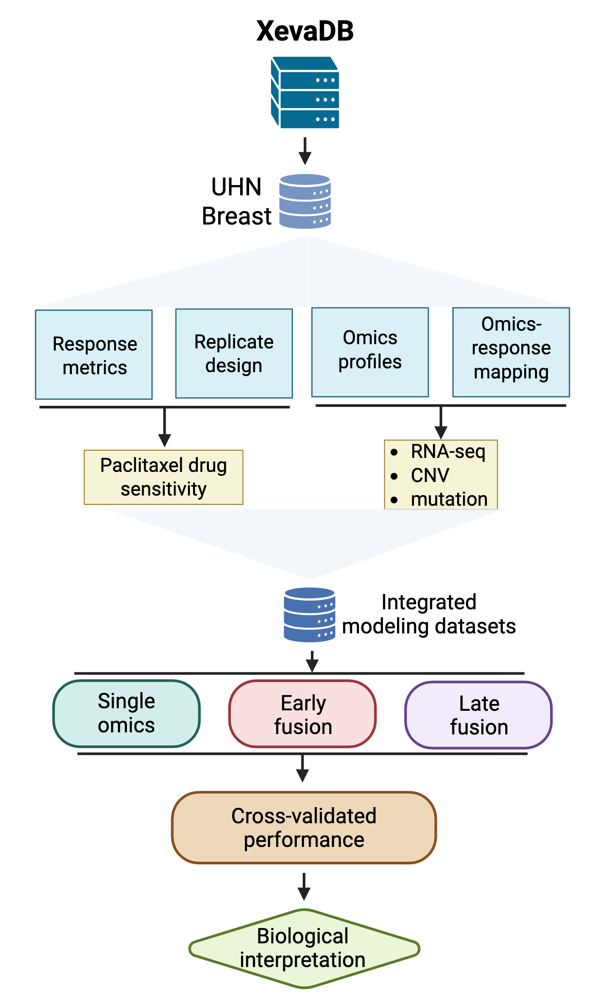 XevaDB
UHN
Breast
Response
metrics
Replicate
design
Omics
profiles
Omics-
response
mapping
Paclitaxel drug
sensitivity
• RNA-seq
• CNV
• mutation
Integrated
modeling datasets
Single
omics
Early
fusion
Late
fusion
Cross-validated
performance
Biological
interpretation